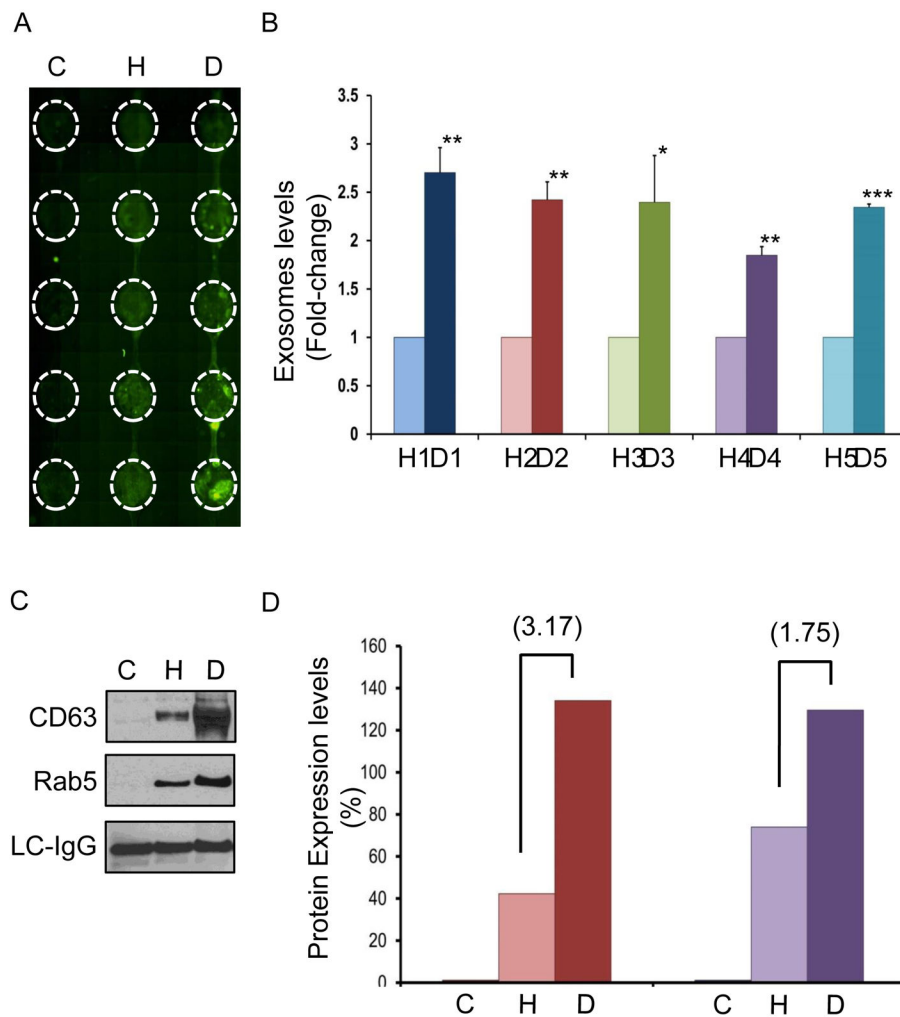 A
C H D
B
Exosomes levels
(Fold-change)
3.5
3
2.5
2
1.5
1
0.5
0
**
**
*
**
***
H1D1 H2D2 H3D3 H4D4 H5D5
C
C H D
CD63
Rab5
LC-IgG
D
Protein Expression levels
(%)
160
140
120
100
80
60
40
20
0
(3.17)
(1.75)
C H D C H D